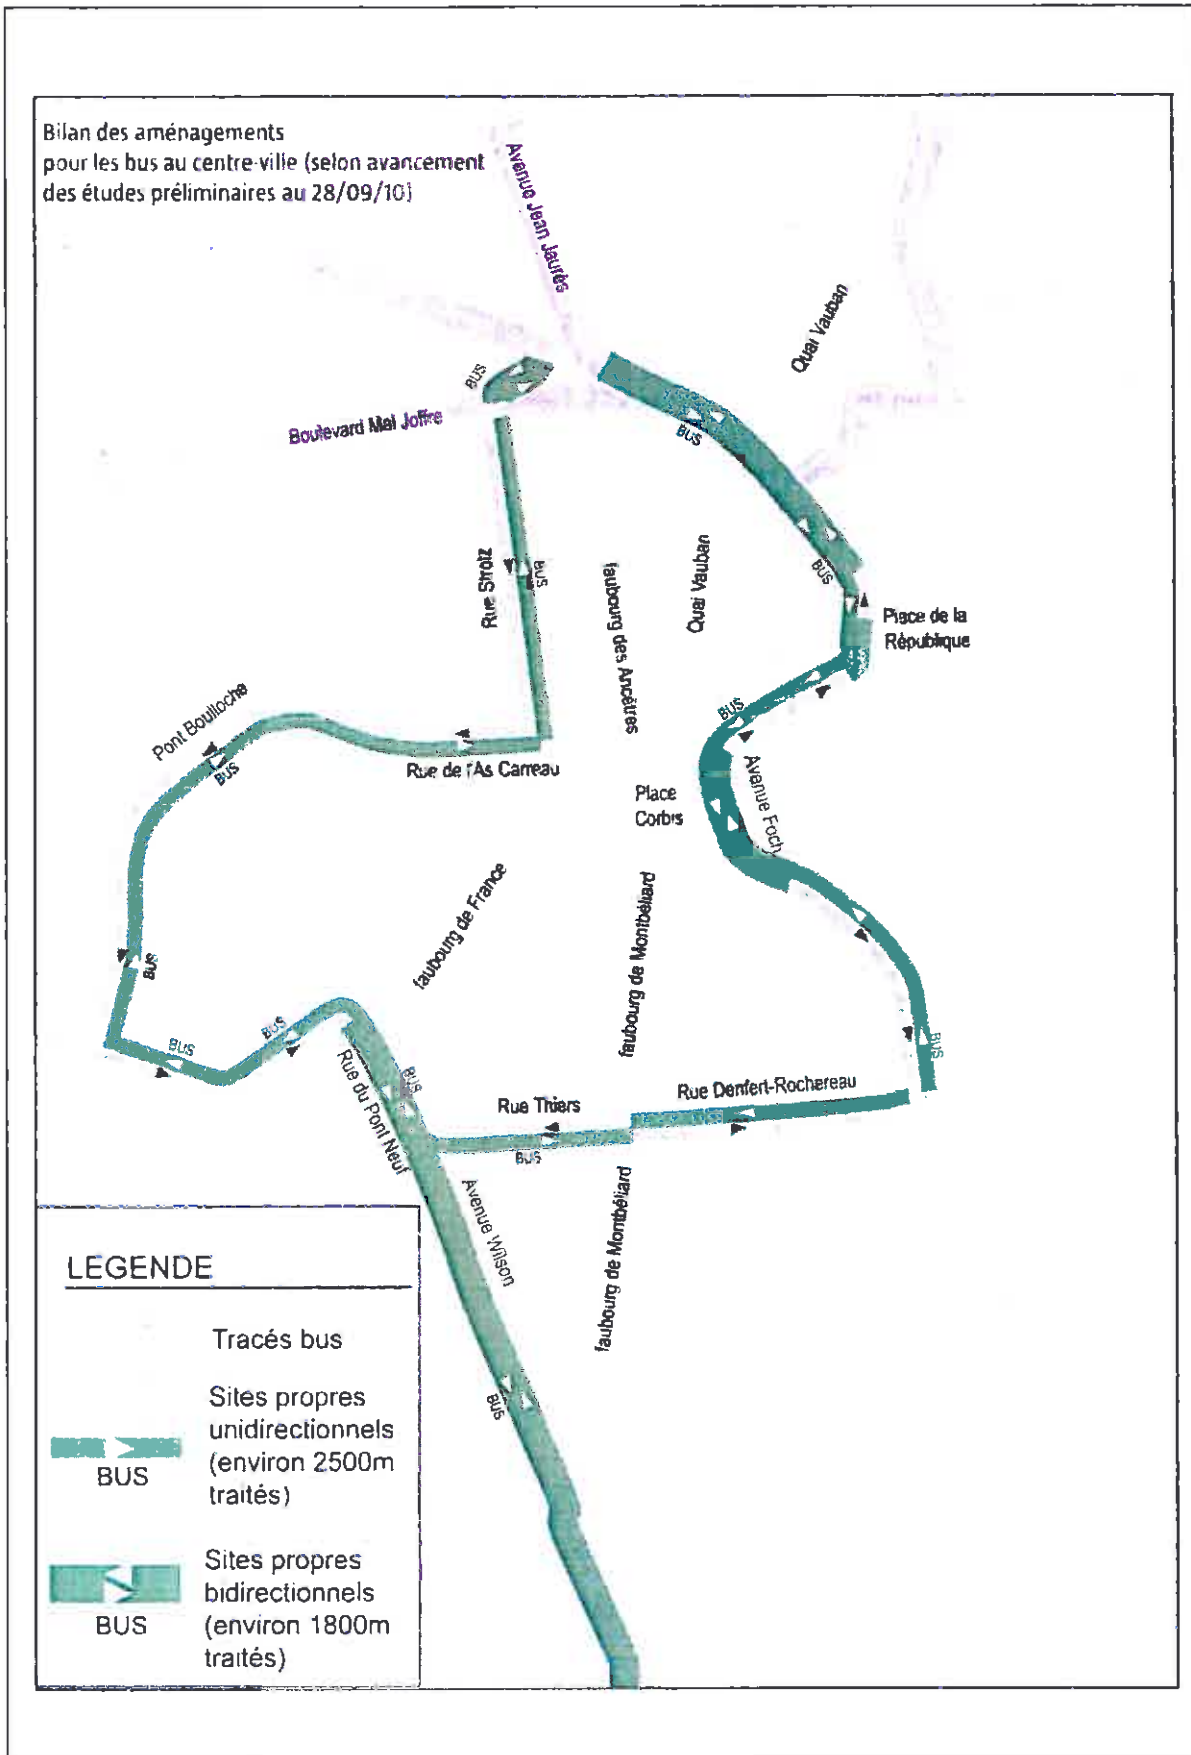 Bilan des aménagements
pour les bus au centre-ville (selon avancement
des études préliminaires au 28/09/10)
Avenue Jean Jaurès
Quai Vauban
BUS
Boulevard Mal Joffre
BUS
Rue Strolz
BUS
faubourg des Ancêtres
Quai Vauban
BUS
Place de la
République
Pont Boulloche
BUS
BUS
Rue de l'As Carreau
Place
Corbis
Avenue Foch
faubourg de France
faubourg de Montbéliard
BUS
BUS
BUS
BUS
Rue du Pont Neuf
BUS
Rue Thiers
BUS
Rue Denfert-Rochereau
Avenue Wilson
faubourg de Montbéliard
BUS
LEGENDE
Tracés bus
Sites propres
unidirectionnels
(environ 2500m
traités)
BUS
Sites propres
bidirectionnels
(environ 1800m
traités)
BUS